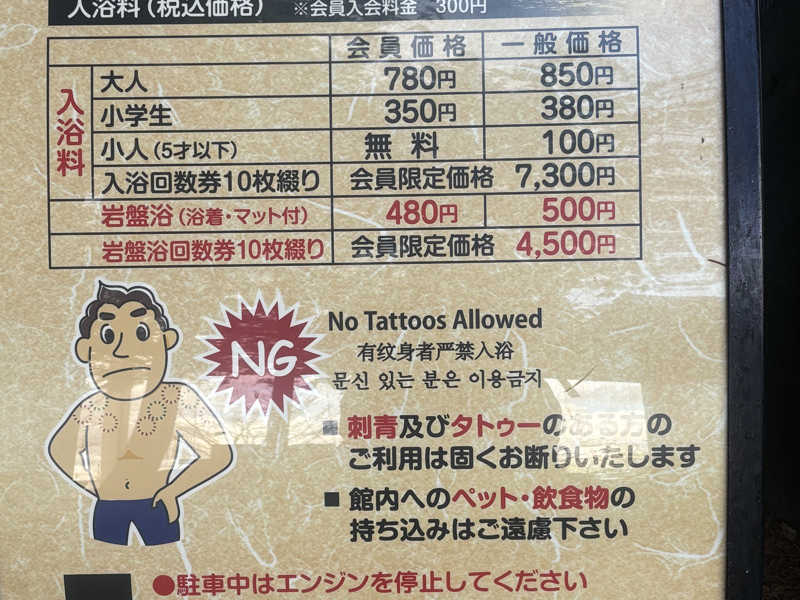 入浴料（税込価格） ※会員入会料金 300円
会員価格 一般価格
入浴料
大人 780円 850円
小学生 350円 380円
小人（5才以下） 無料 100円
入浴回数券10枚綴り 会員限定価格 7,300円
岩盤浴（浴着・マット付） 480円 500円
岩盤浴回数券10枚綴り 会員限定価格 4,500円
NG
No Tattoos Allowed
有纹身者严禁入浴
문신 있는 분은 이용금지
■ 刺青及びタトゥーのある方の
ご利用は固くお断りいたします
■ 館内へのペット・飲食物の
持ち込みはご遠慮下さい
●駐車中はエンジンを停止してください